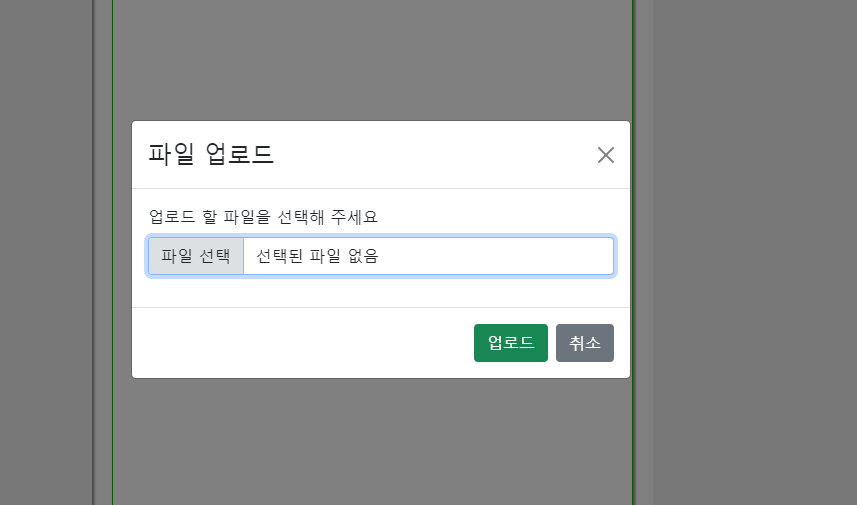 파일 업로드
업로드 할 파일을 선택해 주세요
파일 선택 선택된 파일 없음
업로드 취소